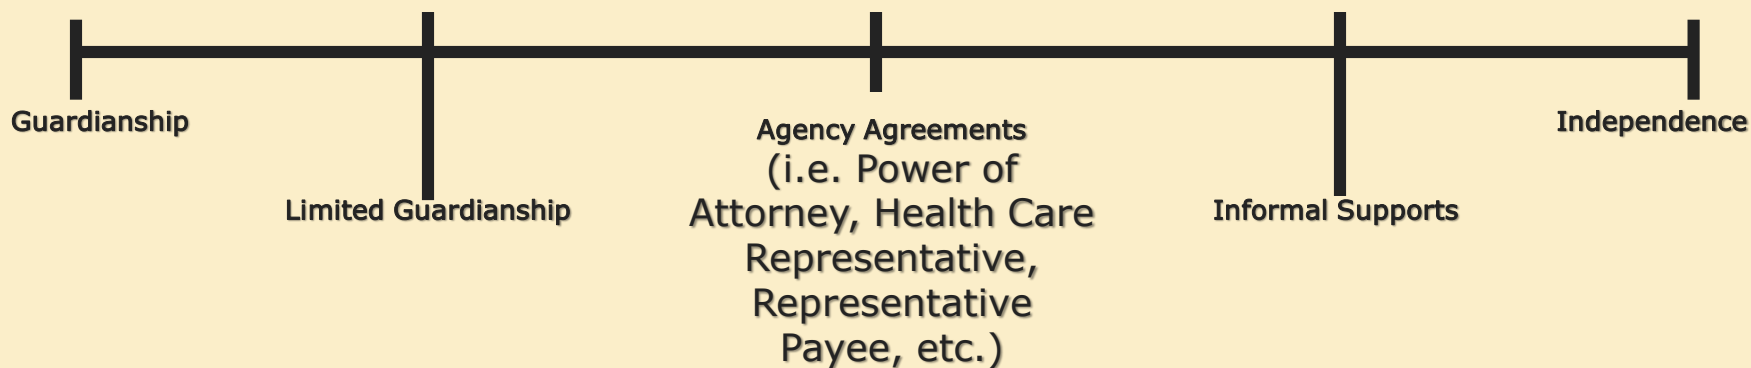 Guardianship
Limited Guardianship
Agency Agreements
(i.e. Power of
Attorney, Health Care
Representative,
Representative
Payee, etc.)
Informal Supports
Independence